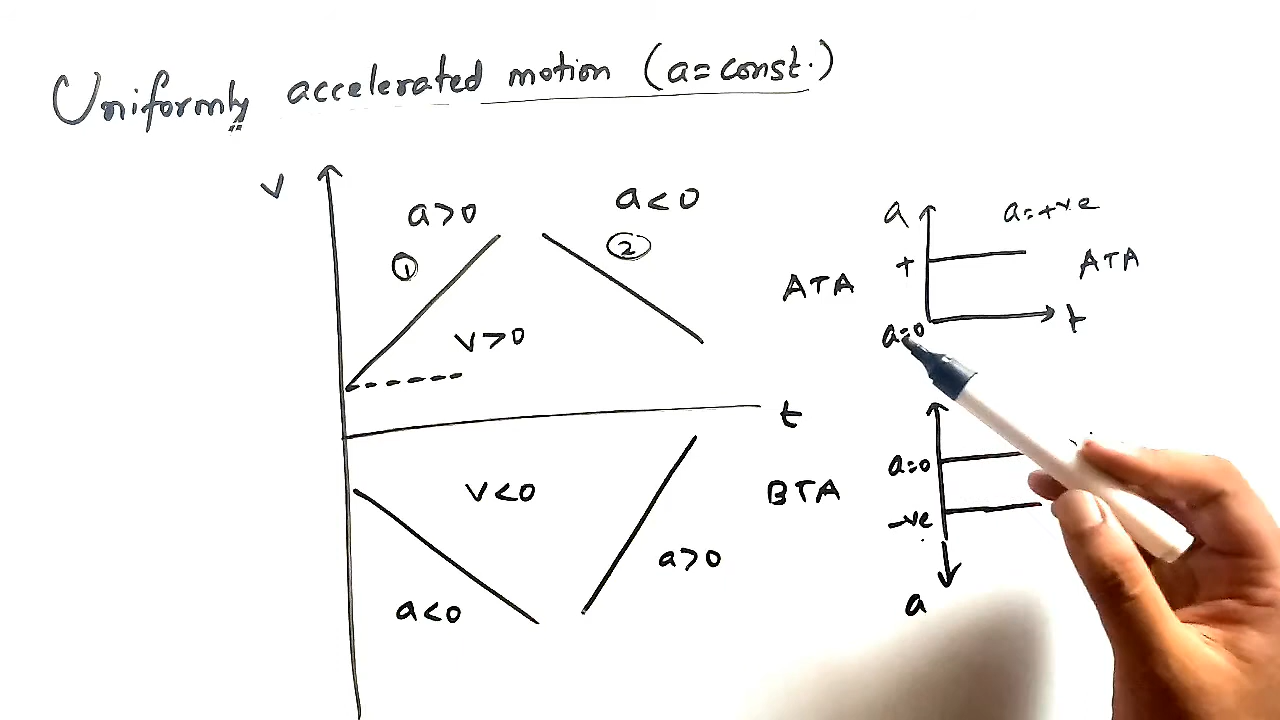 Uniformly accelerated motion (a=const.)
v
a>0
a<0
1
2
v>0
t
ATA
v<0
BTA
a<0
a>0
a
a=+ve
+
ATA
a=0
t
a=0
-ve
a